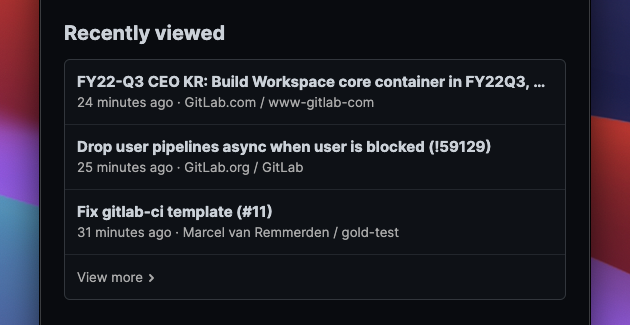 Recently viewed
FY22-Q3 CEO KR: Build Workspace core container in FY22Q3, ...
24 minutes ago · GitLab.com / www-gitlab-com
Drop user pipelines async when user is blocked (!59129)
25 minutes ago · GitLab.org / GitLab
Fix gitlab-ci template (#11)
31 minutes ago · Marcel van Remmerden / gold-test
View more ›